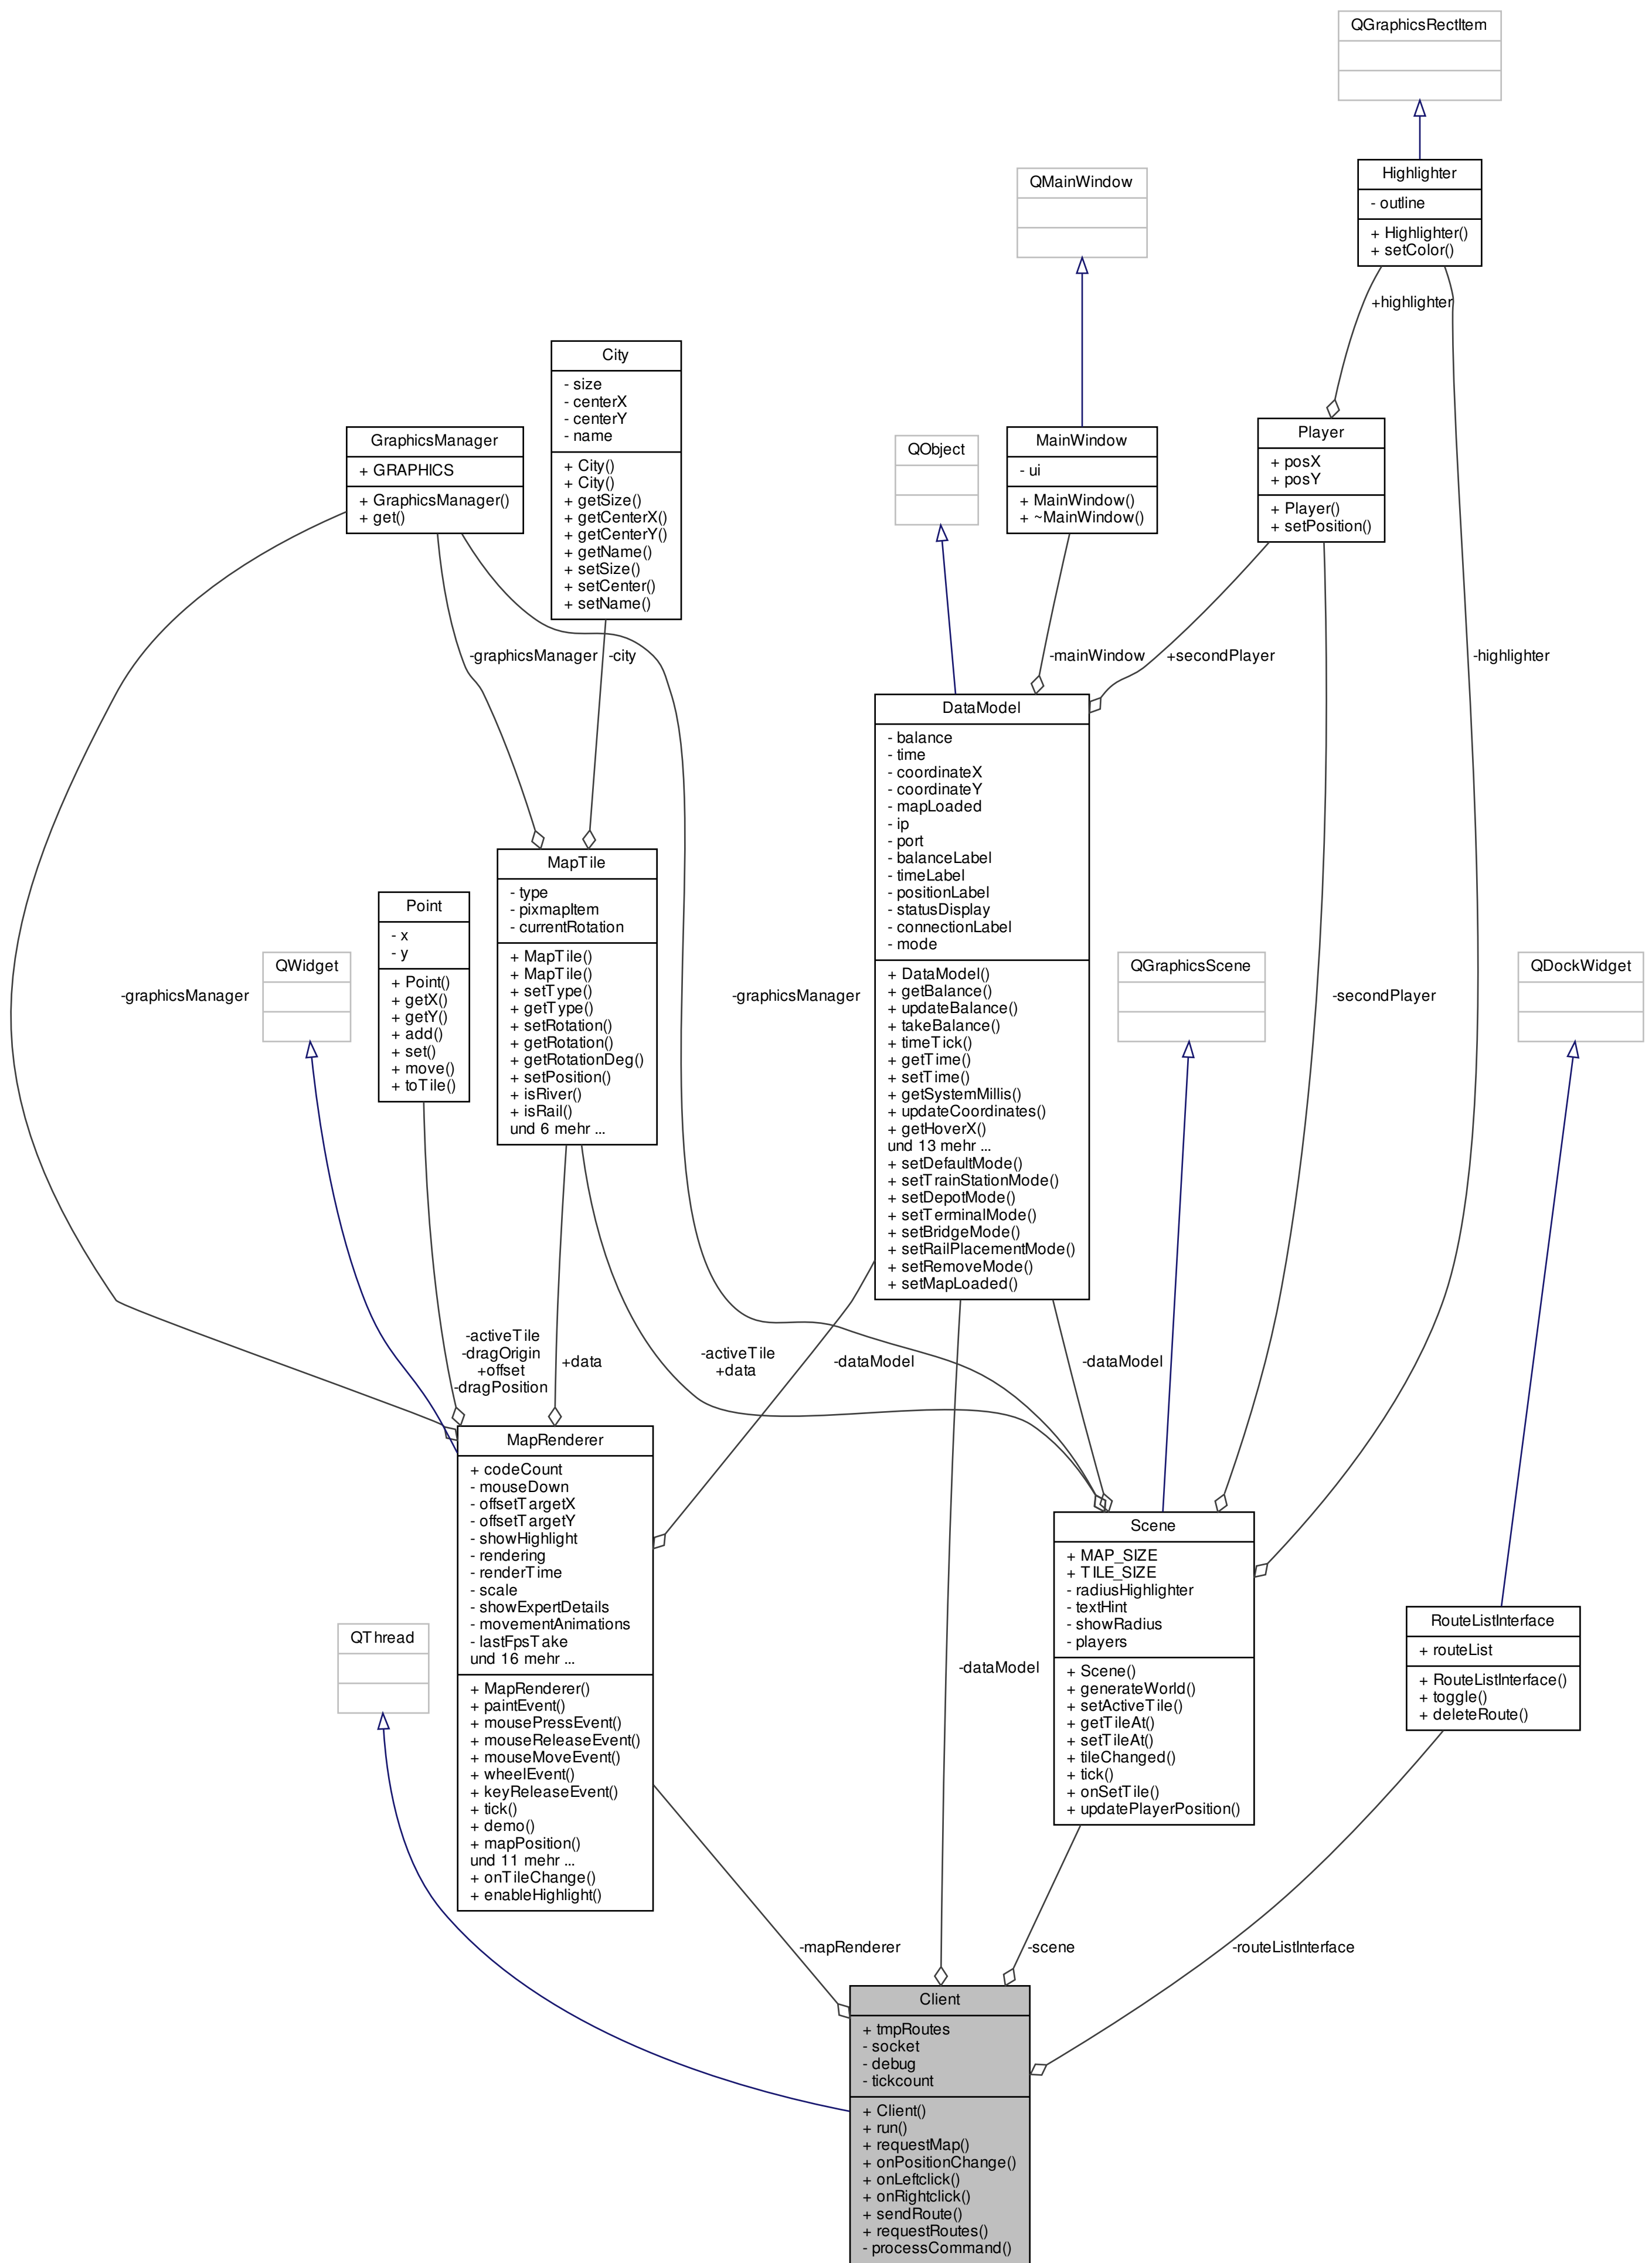 QGraphicsRectItem
Highlighter
- outline
+ Highlighter()
+ setColor()
QMainWindow
+highlighter
City
- size
- centerX
- centerY
- name
+ City()
+ City()
+ getSize()
+ getCenterX()
+ getCenterY()
+ getName()
+ setSize()
+ setCenter()
+ setName()
GraphicsManager
+ GRAPHICS
+ GraphicsManager()
+ get()
QObject
MainWindow
- ui
+ MainWindow()
+ ~MainWindow()
Player
+ posX
+ posY
+ Player()
+ setPosition()
-graphicsManager
-city
-mainWindow
+secondPlayer
-highlighter
DataModel
- balance
- time
- coordinateX
- coordinateY
- mapLoaded
- ip
- port
- balanceLabel
- timeLabel
- positionLabel
- statusDisplay
- connectionLabel
- mode
+ DataModel()
+ getBalance()
+ updateBalance()
+ takeBalance()
+ timeTick()
+ getTime()
+ setTime()
+ getSystemMillis()
+ updateCoordinates()
+ getHoverX()
und 13 mehr ...
+ setDefaultMode()
+ setTrainStationMode()
+ setDepotMode()
+ setTerminalMode()
+ setBridgeMode()
+ setRailPlacementMode()
+ setRemoveMode()
+ setMapLoaded()
MapTile
- type
- pixmapItem
- currentRotation
+ MapTile()
+ MapTile()
+ setType()
+ getType()
+ setRotation()
+ getRotation()
+ getRotationDeg()
+ setPosition()
+ isRiver()
+ isRail()
und 6 mehr ...
Point
- x
- y
+ Point()
+ getX()
+ getY()
+ add()
+ set()
+ move()
+ toTile()
QWidget
QGraphicsScene
QDockWidget
-graphicsManager
-graphicsManager
-secondPlayer
-activeTile
-dragOrigin
+offset
-dragPosition
+data
-activeTile
+data
-dataModel
-dataModel
MapRenderer
+ codeCount
- mouseDown
- offsetTargetX
- offsetTargetY
- showHighlight
- rendering
- renderTime
- scale
- showExpertDetails
- movementAnimations
- lastFpsTake
und 16 mehr ...
+ MapRenderer()
+ paintEvent()
+ mousePressEvent()
+ mouseReleaseEvent()
+ mouseMoveEvent()
+ wheelEvent()
+ keyReleaseEvent()
+ tick()
+ demo()
+ mapPosition()
und 11 mehr ...
+ onTileChange()
+ enableHighlight()
Scene
+ MAP_SIZE
+ TILE_SIZE
- radiusHighlighter
- textHint
- showRadius
- players
+ Scene()
+ generateWorld()
+ setActiveTile()
+ getTileAt()
+ setTileAt()
+ tileChanged()
+ tick()
+ onSetTile()
+ updatePlayerPosition()
RouteListInterface
+ routeList
+ RouteListInterface()
+ toggle()
+ deleteRoute()
QThread
-dataModel
-mapRenderer
-scene
-routeListInterface
Client
+ tmpRoutes
- socket
- debug
- tickcount
+ Client()
+ run()
+ requestMap()
+ onPositionChange()
+ onLeftclick()
+ onRightclick()
+ sendRoute()
+ requestRoutes()
- processCommand()